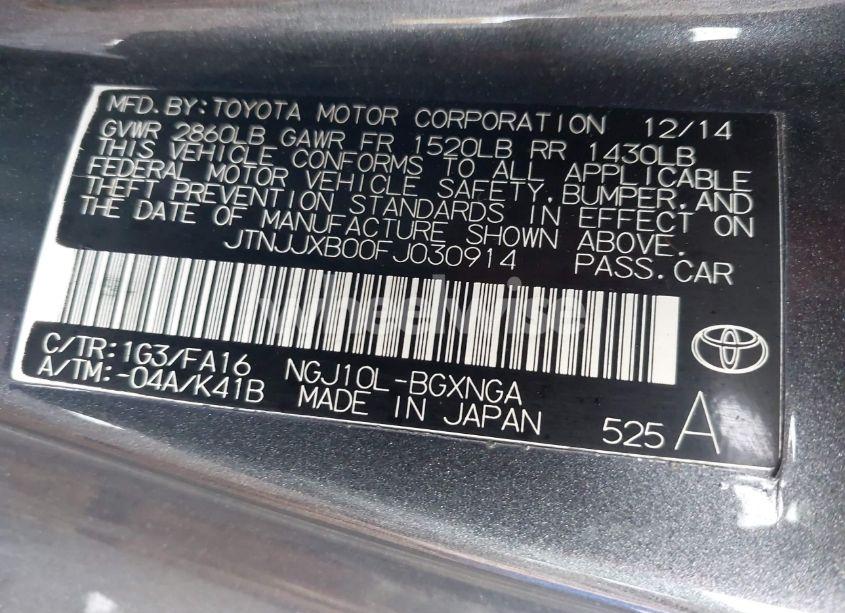 MFD. BY: TOYOTA MOTOR CORPORATION 12/14
GVWR 2860LB GAWR FR 1520LB RR 1430LB
THIS VEHICLE CONFORMS TO ALL APPLICABLE
FEDERAL MOTOR VEHICLE SAFETY, BUMPER, AND
THEFT PREVENTION STANDARDS IN EFFECT ON
THE DATE OF MANUFACTURE SHOWN ABOVE.
JTNJJXB00FJ030914 PASS. CAR
wheelwise
C/TR: 1G3/FA16 NGJ10L-BGXNGA
A/TM: -04A/K41B MADE IN JAPAN 525 A